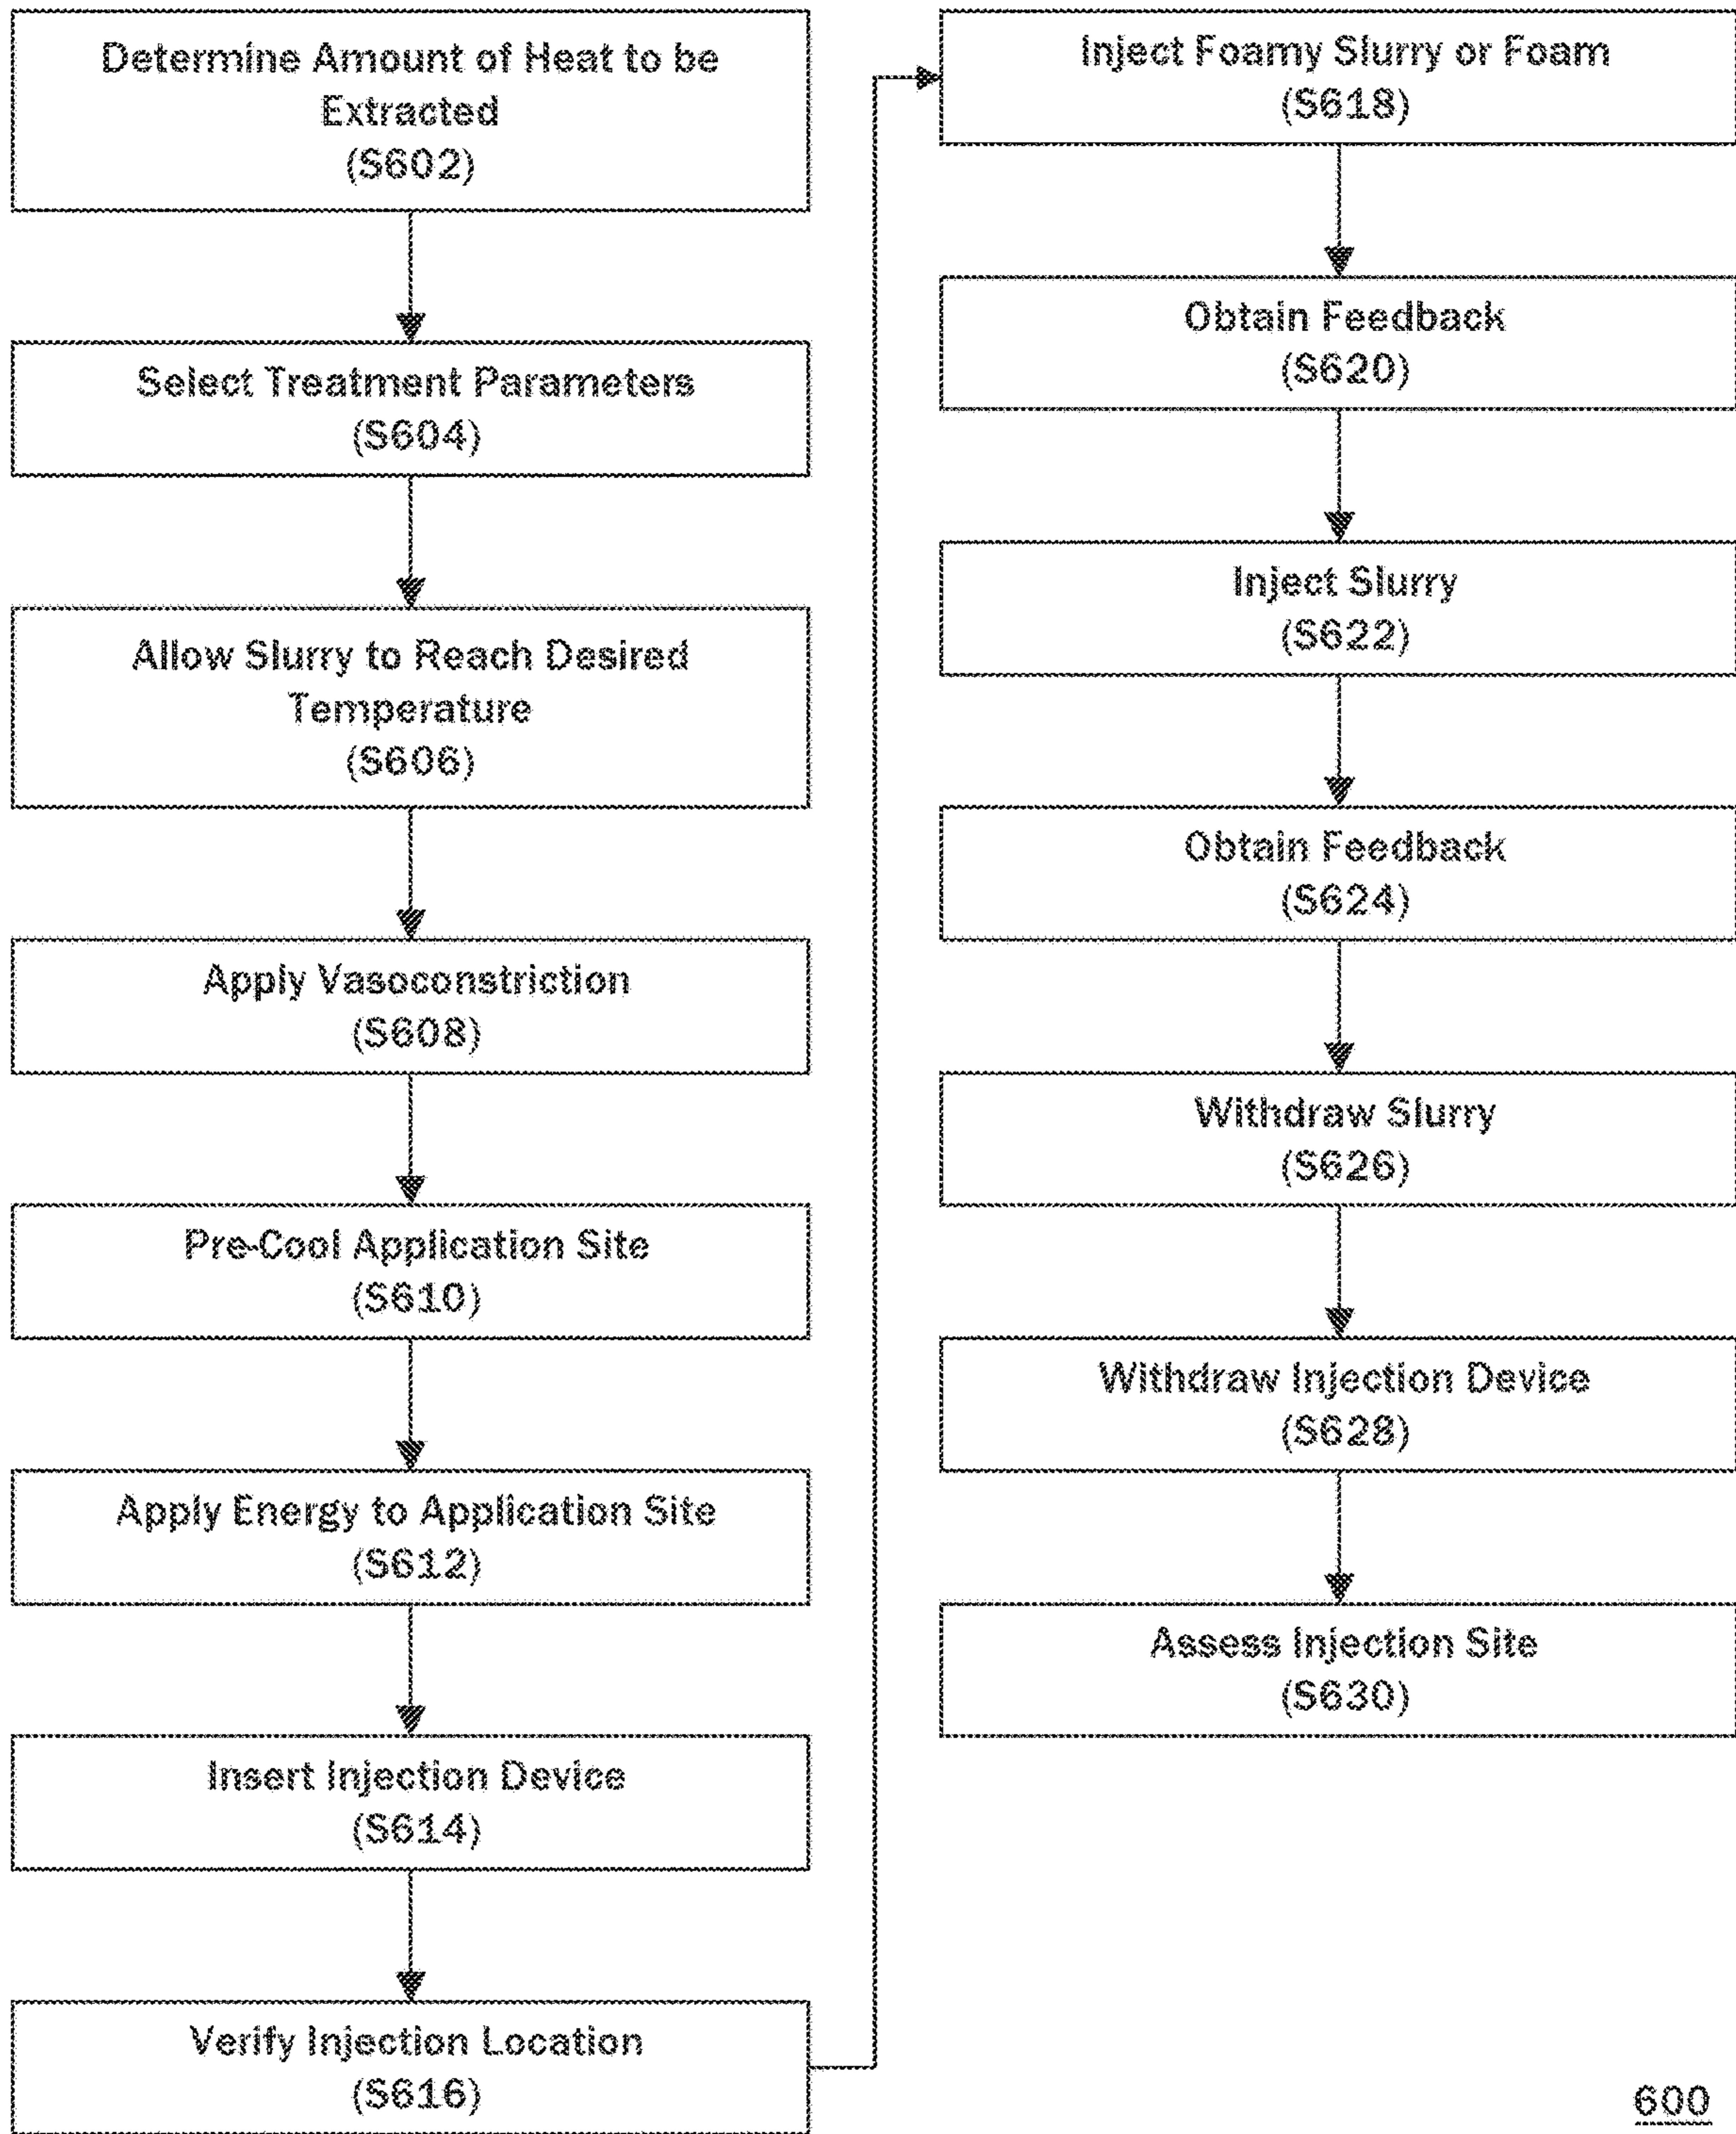 Determine Amount of Heat to be
Extracted
(S602)
Select Treatment Parameters
(S604)
Allow Slurry to Reach Desired
Temperature
(S606)
Apply Vasoconstriction
(S608)
Pre-Cool Application Site
(S610)
Apply Energy to Application Site
(S612)
Insert Injection Device
(S614)
Verify Injection Location
(S616)
Inject Foamy Slurry or Foam
(S618)
Obtain Feedback
(S620)
Inject Slurry
(S622)
Obtain Feedback
(S624)
Withdraw Slurry
(S626)
Withdraw Injection Device
(S628)
Assess Injection Site
(S630)
600